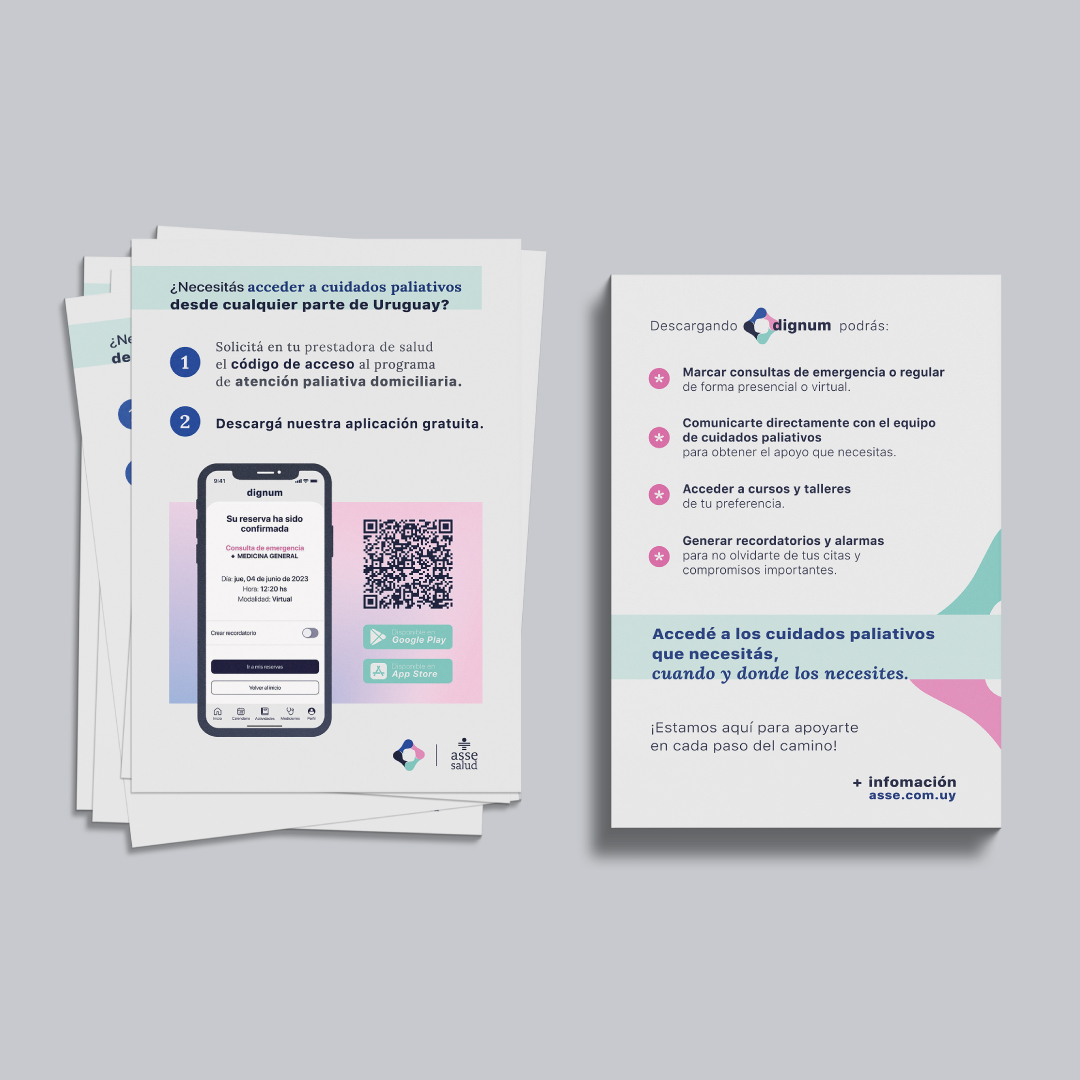 ¿Necesitás acceder a cuidados paliativos
desde cualquier parte de Uruguay?
1
Solicitá en tu prestadora de salud
el código de acceso al programa
de atención paliativa domiciliaria.
2
Descargá nuestra aplicación gratuita.
9:41
dignum
Su reserva ha sido
confirmada
Consulta de emergencia
+ MEDICINA GENERAL
Día: jue, 04 de junio de 2023
Hora: 12:20 hs
Modalidad: Virtual
Crear recordatorio
Ir a mis reservas
Volver al inicio
Inicio
Calendario
Actividades
Mediciones
Perfil
Disponible en
Google Play
Disponible en
App Store
asse
salud
¿Ne
de
1
Descargando dignum podrás:
* Marcar consultas de emergencia o regular
de forma presencial o virtual.
* Comunicarte directamente con el equipo
de cuidados paliativos
para obtener el apoyo que necesitas.
* Acceder a cursos y talleres
de tu preferencia.
* Generar recordatorios y alarmas
para no olvidarte de tus citas y
compromisos importantes.
Accedé a los cuidados paliativos
que necesitás,
cuando y donde los necesites.
¡Estamos aquí para apoyarte
en cada paso del camino!
+ infomación
asse.com.uy